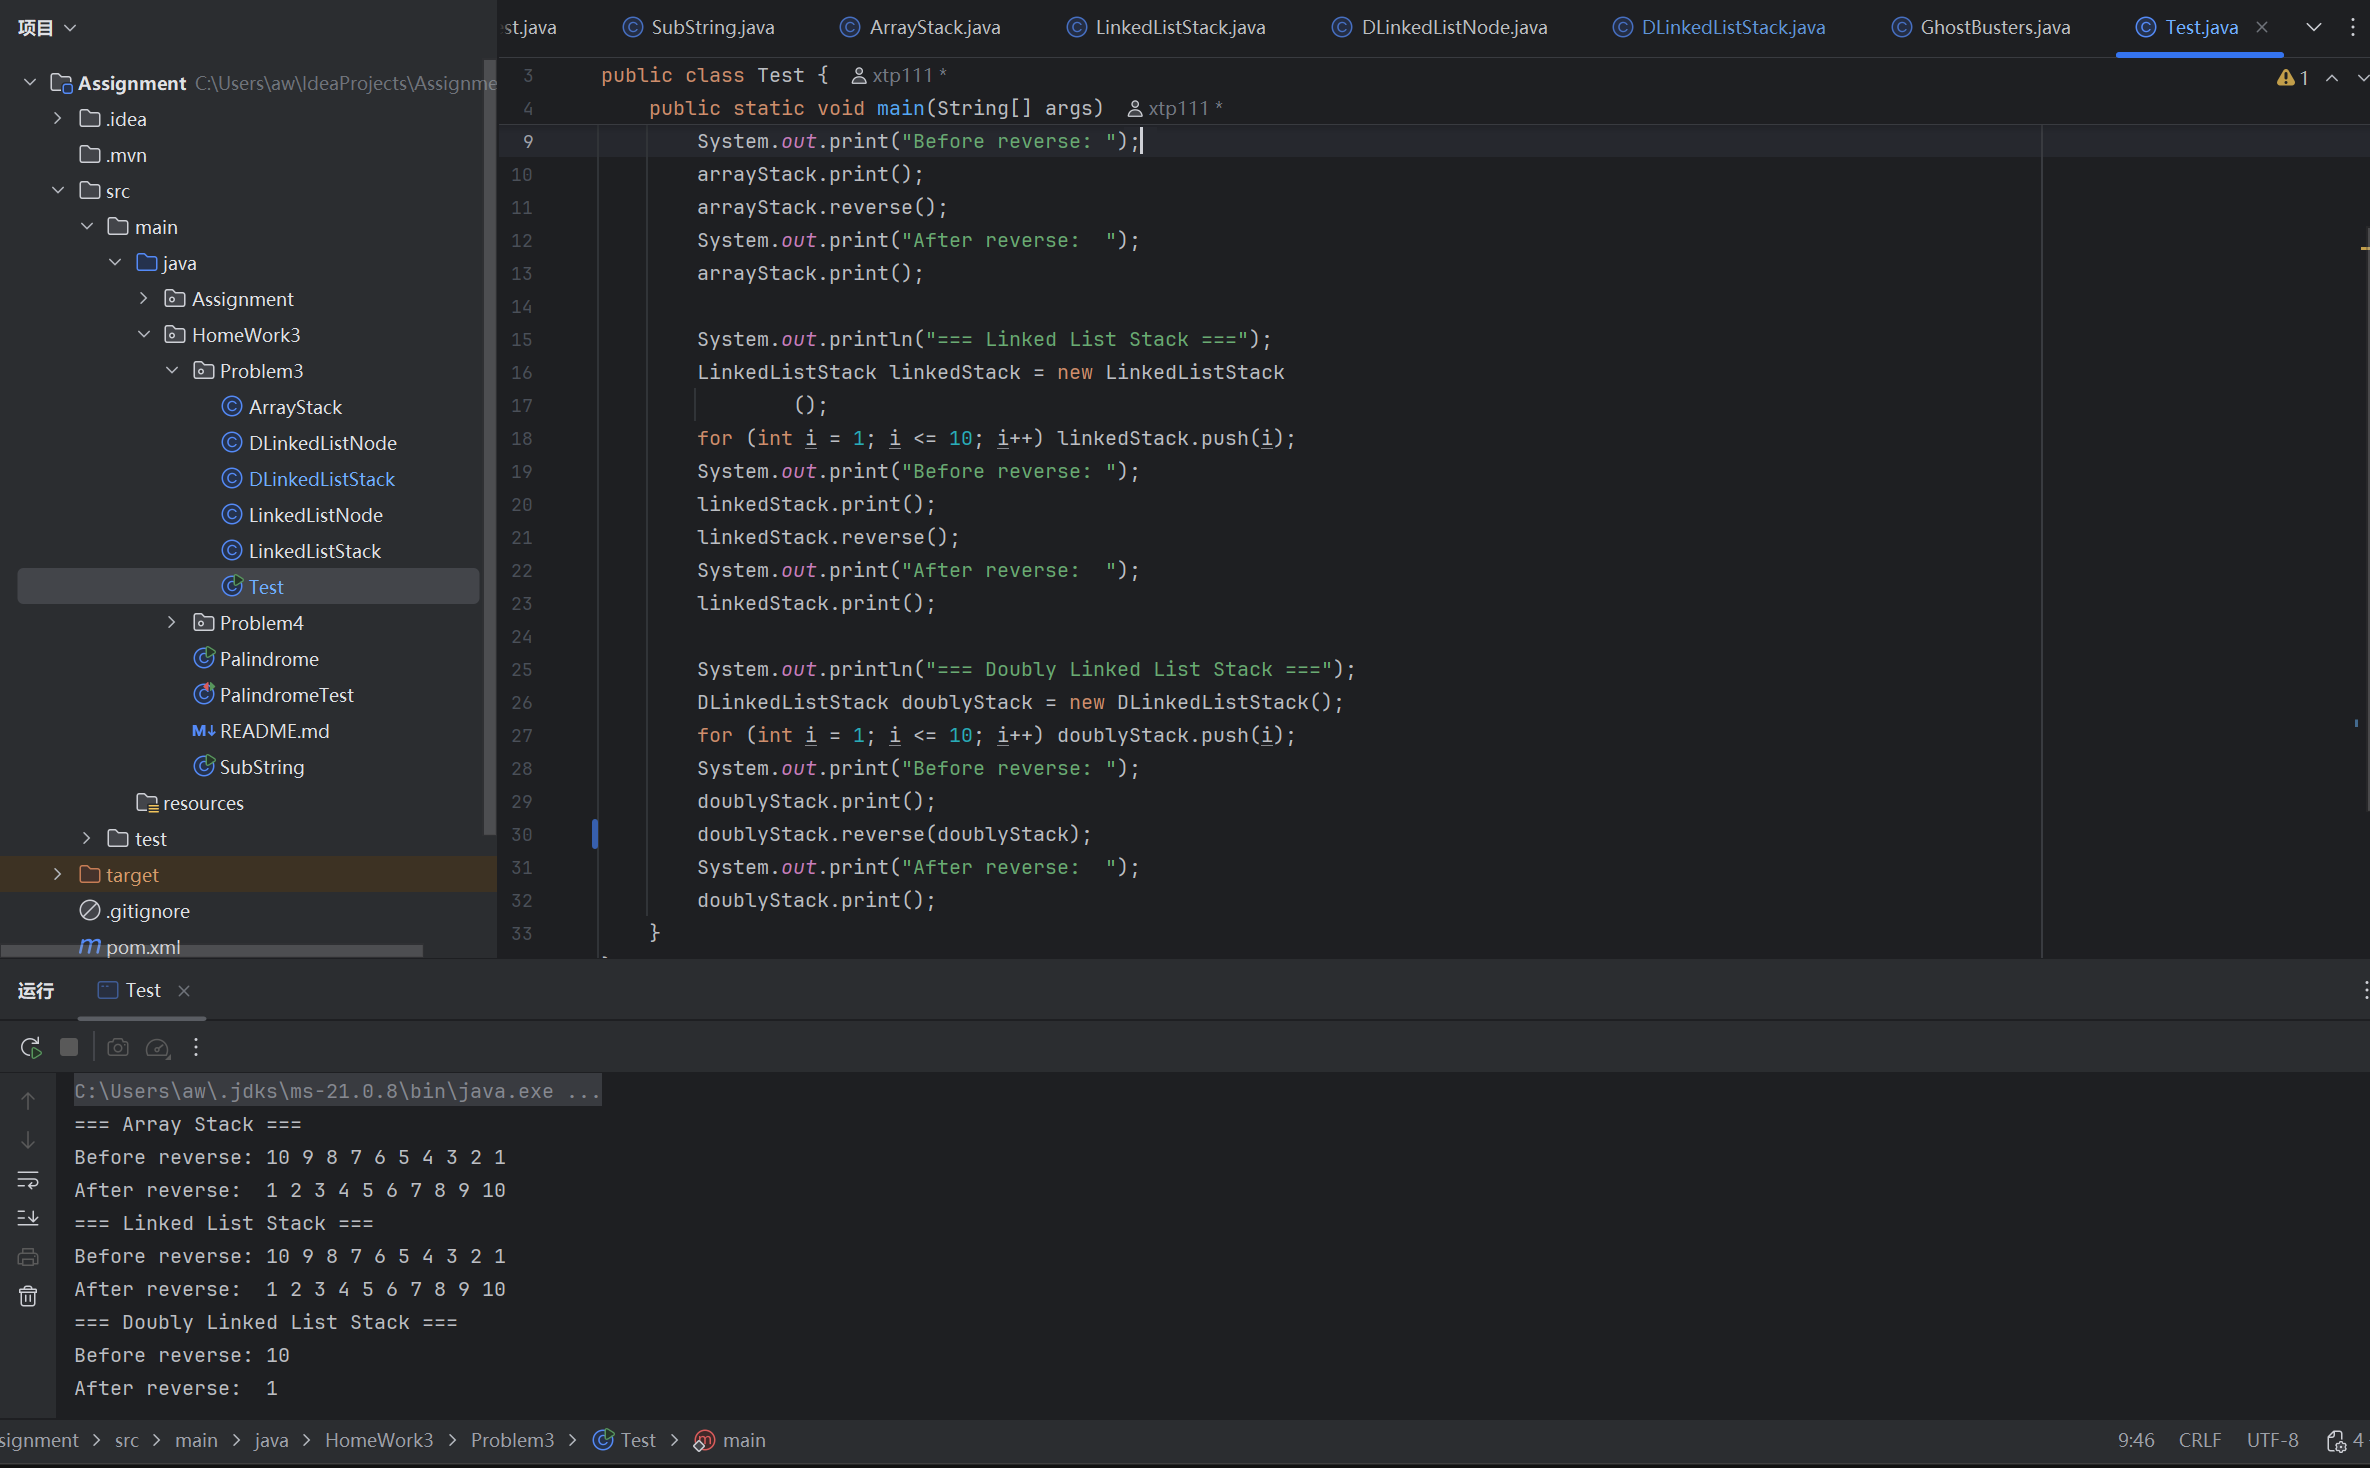 项目
st.java
SubString.java
ArrayStack.java
LinkedListStack.java
DLinkedListNode.java
DLinkedListStack.java
GhostBusters.java
Test.java
Assignment C:\Users\aw\IdeaProjects\Assignme
.idea
.mvn
src
main
java
Assignment
HomeWork3
Problem3
ArrayStack
DLinkedListNode
DLinkedListStack
LinkedListNode
LinkedListStack
Test
Problem4
Palindrome
PalindromeTest
M↓ README.md
SubString
resources
test
target
.gitignore
m pom.xml
1
3 public class Test { xtp111 *
4 public static void main(String[] args) xtp111 *
9 System.out.print("Before reverse: ");
10 arrayStack.print();
11 arrayStack.reverse();
12 System.out.print("After reverse:  ");
13 arrayStack.print();
14
15 System.out.println("=== Linked List Stack ===");
16 LinkedListStack linkedStack = new LinkedListStack
17 ();
18 for (int i = 1; i <= 10; i++) linkedStack.push(i);
19 System.out.print("Before reverse: ");
20 linkedStack.print();
21 linkedStack.reverse();
22 System.out.print("After reverse:  ");
23 linkedStack.print();
24
25 System.out.println("=== Doubly Linked List Stack ===");
26 DLinkedListStack doublyStack = new DLinkedListStack();
27 for (int i = 1; i <= 10; i++) doublyStack.push(i);
28 System.out.print("Before reverse: ");
29 doublyStack.print();
30 doublyStack.reverse(doublyStack);
31 System.out.print("After reverse:  ");
32 doublyStack.print();
33 }
运行
Test
C:\Users\aw\.jdks\ms-21.0.8\bin\java.exe ...
=== Array Stack ===
Before reverse: 10 9 8 7 6 5 4 3 2 1
After reverse:  1 2 3 4 5 6 7 8 9 10
=== Linked List Stack ===
Before reverse: 10 9 8 7 6 5 4 3 2 1
After reverse:  1 2 3 4 5 6 7 8 9 10
=== Doubly Linked List Stack ===
Before reverse: 10
After reverse:  1
signment > src > main > java > HomeWork3 > Problem3 > Test > main
9:46 CRLF UTF-8 4